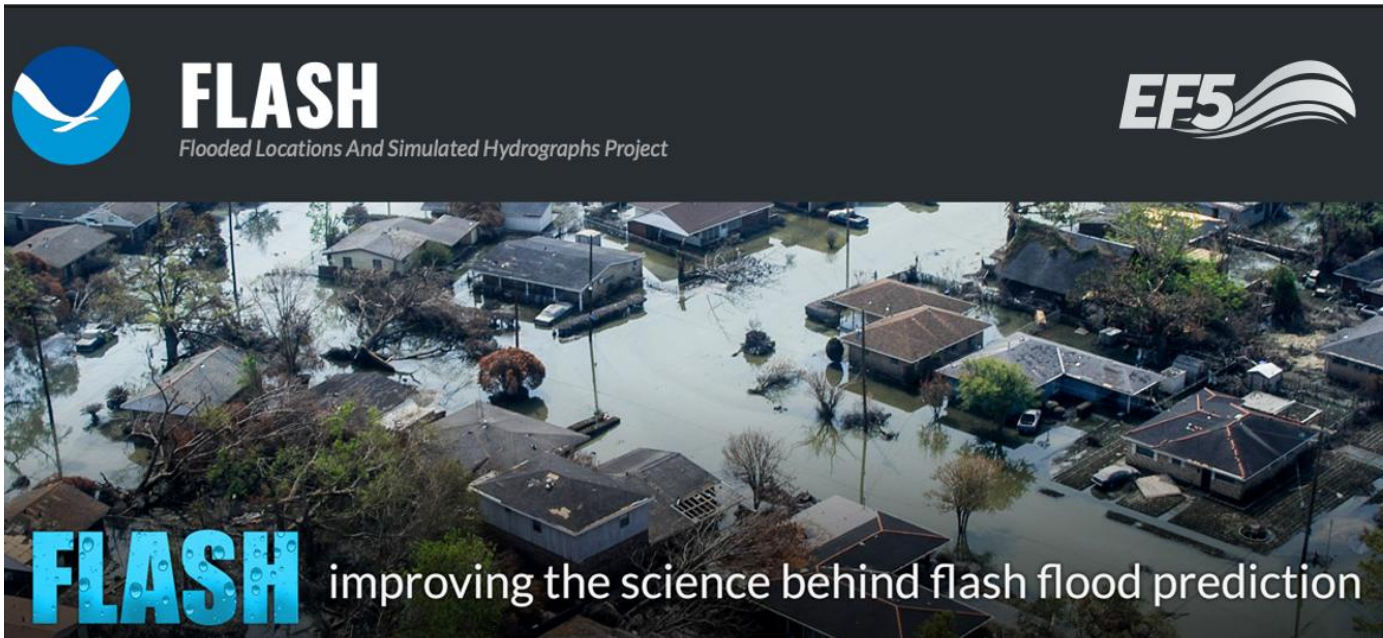 FLASH
Flooded Locations And Simulated Hydrographs Project
EF5
FLASH improving the science behind flash flood prediction